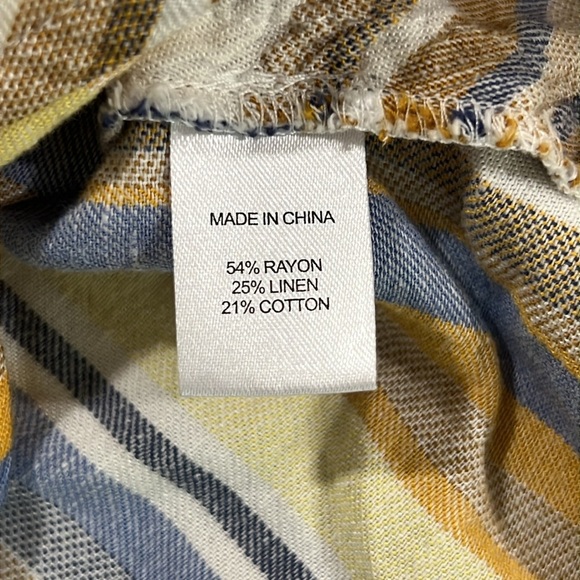 MADE IN CHINA
54% RAYON
25% LINEN
21% COTTON